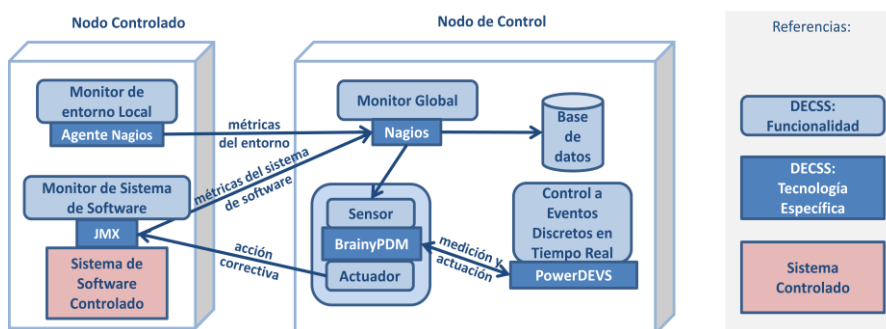 Nodo Controlado
Monitor de
entorno Local
Agente Nagios
Monitor de Sistema
de Software
JMX
Sistema de
Software
Controlado
métricas
del entorno
métricas del sistema
de software
acción
correctiva
Nodo de Control
Monitor Global
Nagios
Base
de
datos
Sensor
BrainyPDM
Actuador
medición y
actuación
Control a
Eventos
Discretos en
Tiempo Real
PowerDEVS
Referencias:
DECSS:
Funcionalidad
DECSS:
Tecnología
Específica
Sistema
Controlado